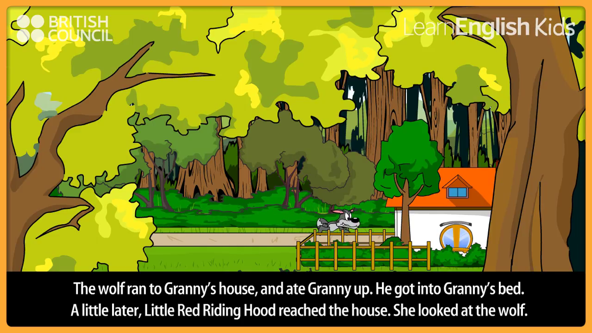 BRITISH
COUNCIL
LearnEnglish Kids
The wolf ran to Granny's house, and ate Granny up. He got into Granny's bed.
A little later, Little Red Riding Hood reached the house. She looked at the wolf.